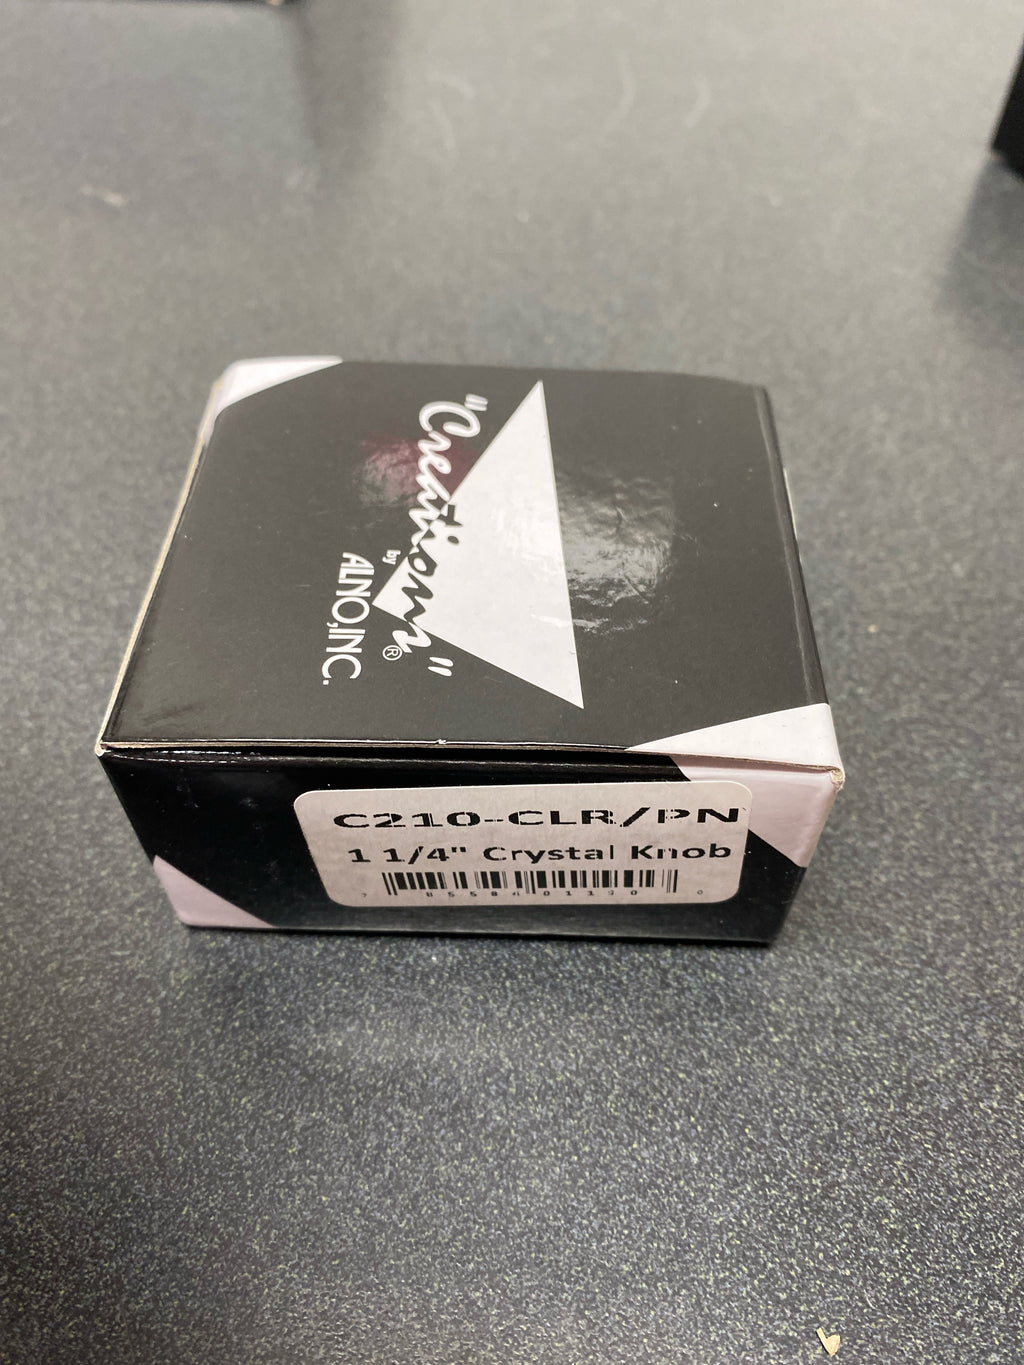 "Creations"
by
®
ALNO,INC.
C210-CLR/PN
1 1/4" Crystal Knob